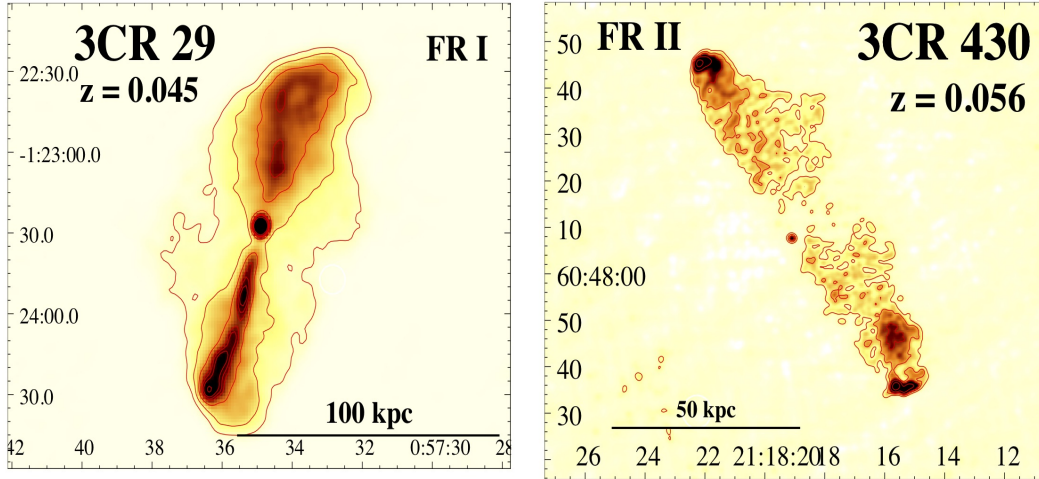 3CR 29
FR I
z = 0.045
22:30.0
-1:23:00.0
30.0
24:00.0
30.0
100 kpc
42 40 38 36 34 32 0:57:30 28
FR II
3CR 430
z = 0.056
50
40
30
20
10
60:48:00
50
40
30
50 kpc
26 24 22 21:18:20 18 16 14 12